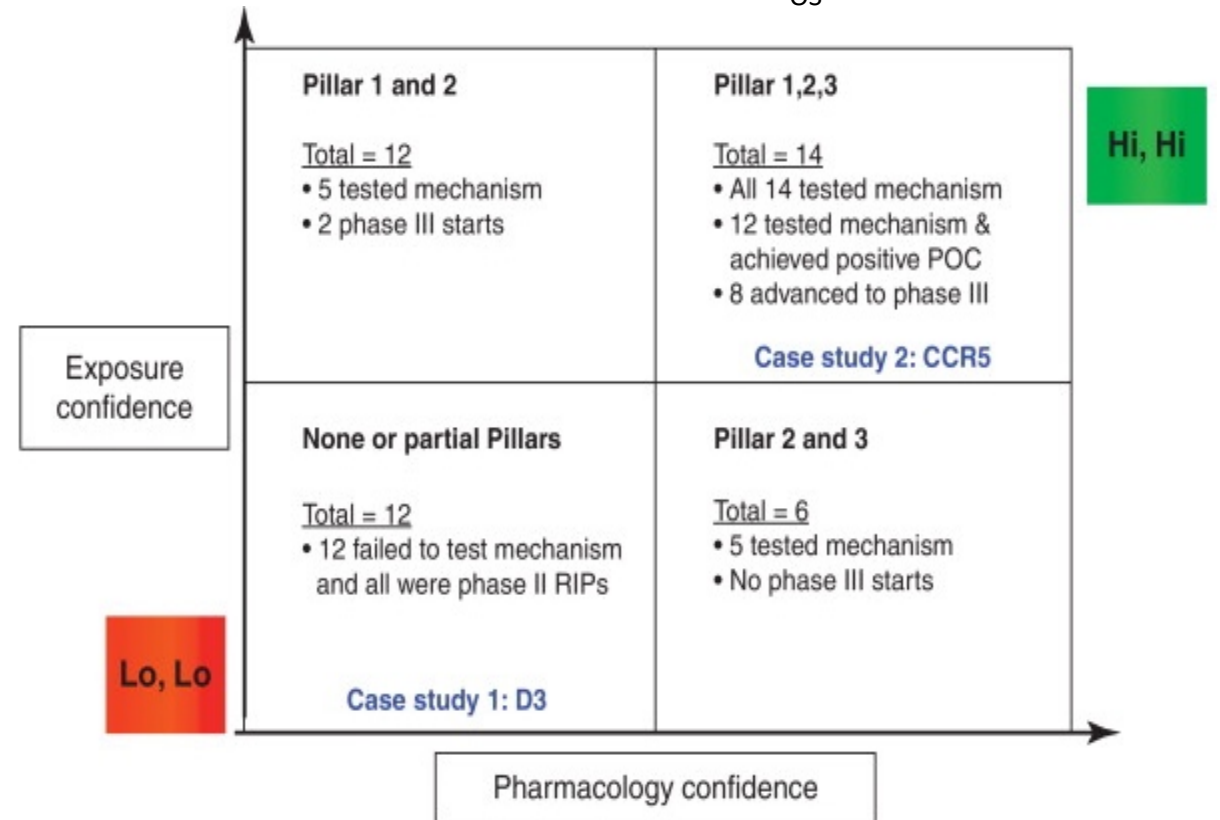 Pillar 1 and 2
Total = 12
• 5 tested mechanism
• 2 phase III starts
Pillar 1,2,3
Total = 14
• All 14 tested mechanism
• 12 tested mechanism &
achieved positive POC
• 8 advanced to phase III
Case study 2: CCR5
Hi, Hi
Exposure
confidence
None or partial Pillars
Total = 12
• 12 failed to test mechanism
and all were phase II RIPs
Case study 1: D3
Pillar 2 and 3
Total = 6
• 5 tested mechanism
• No phase III starts
Lo, Lo
Pharmacology confidence